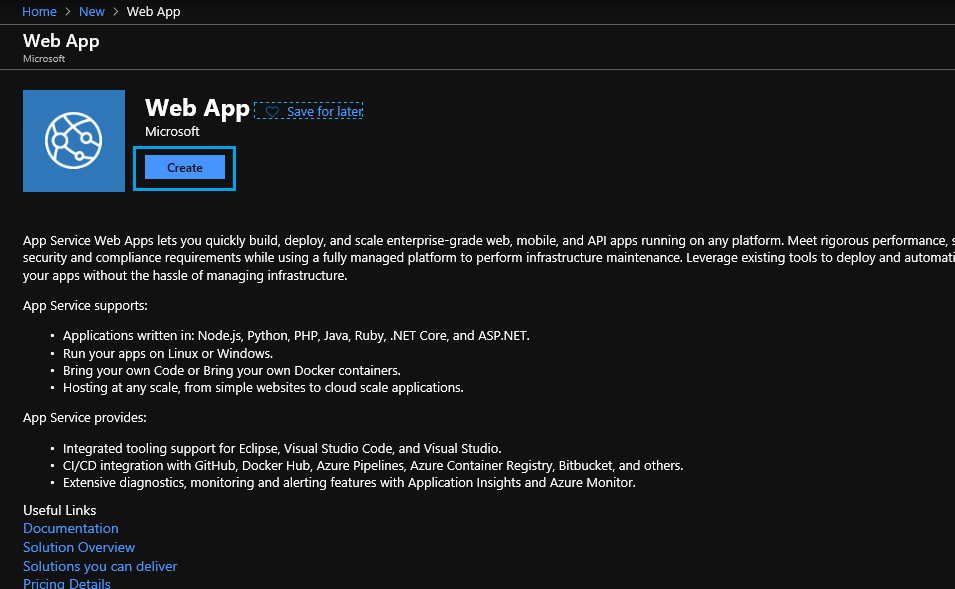 Home > New > Web App
Web App
Microsoft
Web App Save for later
Microsoft
Create
App Service Web Apps lets you quickly build, deploy, and scale enterprise-grade web, mobile, and API apps running on any platform. Meet rigorous performance,
security and compliance requirements while using a fully managed platform to perform infrastructure maintenance. Leverage existing tools to deploy and
your apps without the hassle of managing infrastructure.
App Service supports:
• Applications written in: Node.js, Python, PHP, Java, Ruby, .NET Core, and ASP.NET.
• Run your apps on Linux or Windows.
• Bring your own Code or Bring your own Docker containers.
• Hosting at any scale, from simple websites to cloud scale applications.
App Service provides:
• Integrated tooling support for Eclipse, Visual Studio Code, and Visual Studio.
• CI/CD integration with GitHub, Docker Hub, Azure Pipelines, Azure Container Registry, Bitbucket, and others.
• Extensive diagnostics, monitoring and alerting features with Application Insights and Azure Monitor.
Useful Links
Documentation
Solution Overview
Solutions you can deliver
Pricing Details